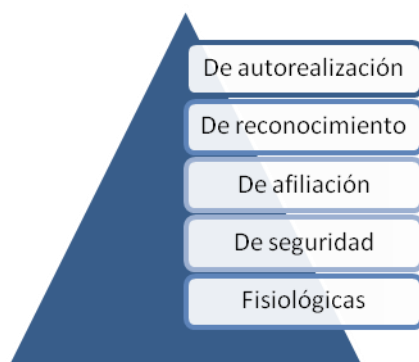 De autorealización
De reconocimiento
De afiliación
De seguridad
Fisiológicas